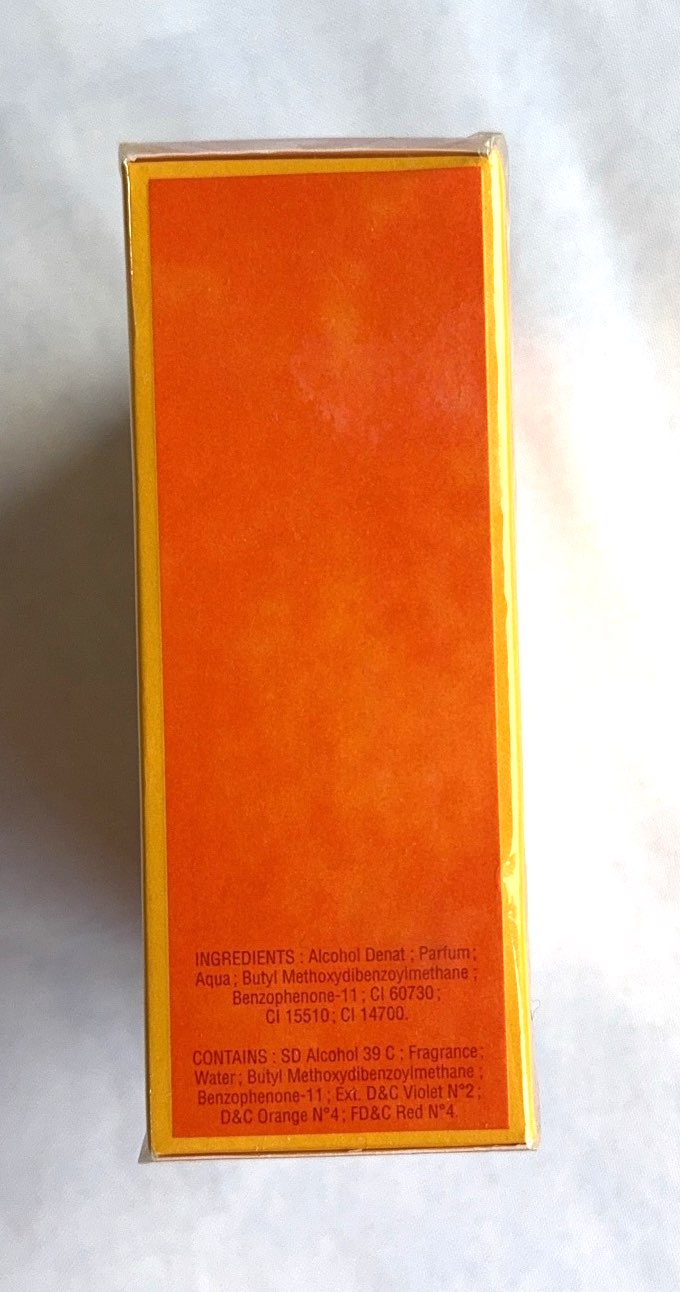 INGREDIENTS : Alcohol Denat ; Parfum ;
Aqua ; Butyl Methoxydibenzoylmethane ;
Benzophenone-11 ; CI 60730 ;
CI 15510 ; CI 14700.
CONTAINS : SD Alcohol 39 C ; Fragrance ;
Water ; Butyl Methoxydibenzoylmethane ;
Benzophenone-11 ; Ext. D&C Violet N°2 ;
D&C Orange N°4 ; FD&C Red N°4.